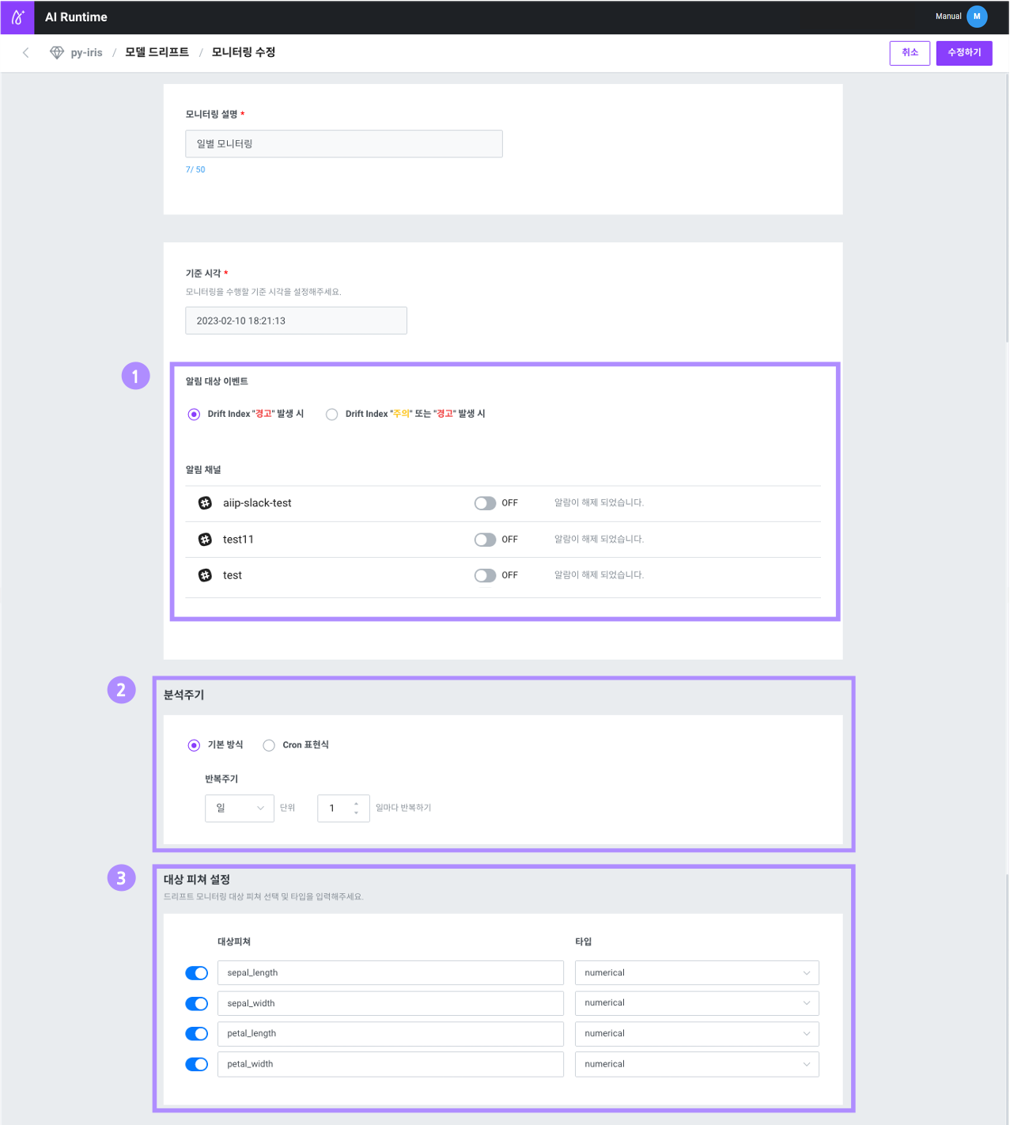 AI Runtime
Manual M
py-iris / 모델 드리프트 / 모니터링 수정
취소 수정하기
모니터링 설명 *
일별 모니터링
7/ 50
기준 시각 *
모니터링을 수행할 기준 시각을 설정해주세요.
2023-02-10 18:21:13
1
알림 대상 이벤트
Drift Index "경고" 발생 시 Drift Index "주의" 또는 "경고" 발생 시
알림 채널
aiip-slack-test OFF 알람이 해제 되었습니다.
test11 OFF 알람이 해제 되었습니다.
test OFF 알람이 해제 되었습니다.
2
분석주기
기본 방식 Cron 표현식
반복주기
일 단위 1 일마다 반복하기
3
대상 피쳐 설정
드리프트 모니터링 대상 피쳐 선택 및 타입을 입력해주세요.
대상피쳐 타입
sepal_length numerical
sepal_width numerical
petal_length numerical
petal_width numerical